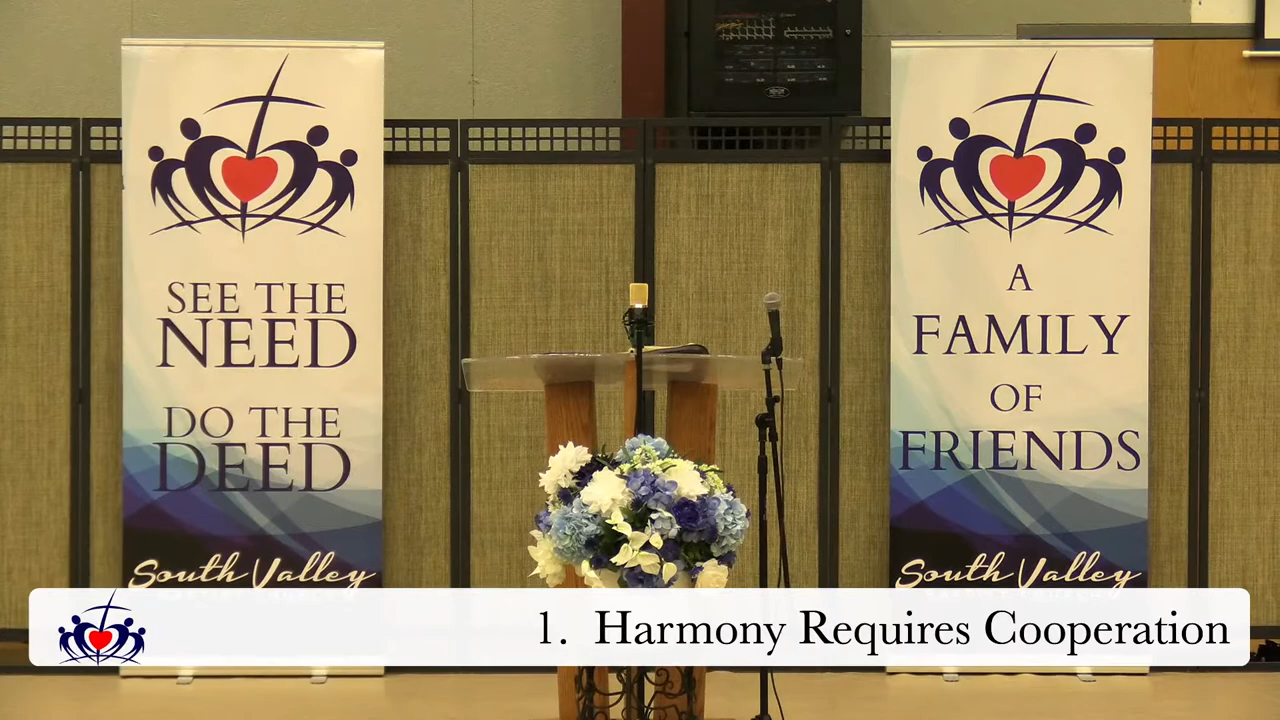 SEE THE
NEED
DO THE
DEED
South Valley
A
FAMILY
OF
FRIENDS
South Valley
1. Harmony Requires Cooperation